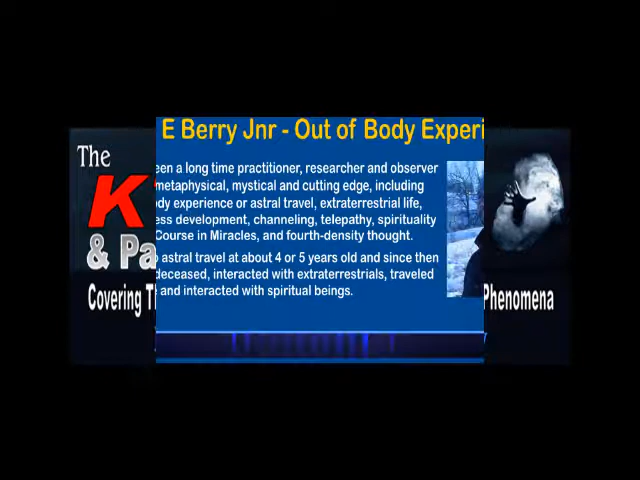 E Berry Jnr - Out of Body Experi
een a long time practitioner, researcher and observer
metaphysical, mystical and cutting edge, including
dy experience or astral travel, extraterrestrial life,
ess development, channeling, telepathy, spirituality
Course in Miracles, and fourth-density thought.
astral travel at about 4 or 5 years old and since then
deceased, interacted with extraterrestrials, traveled
and interacted with spiritual beings.
The
K
& Pa
Covering T
Phenomena